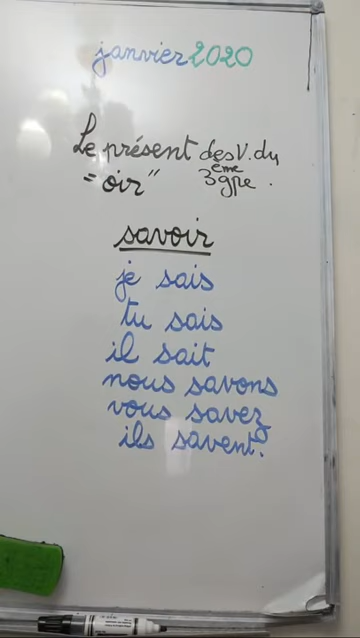 janvier 2020
Le présent des V. du
"oir" 3ème gpe.
savoir
je sais
tu sais
il sait
nous savons
vous savez
ils savent.